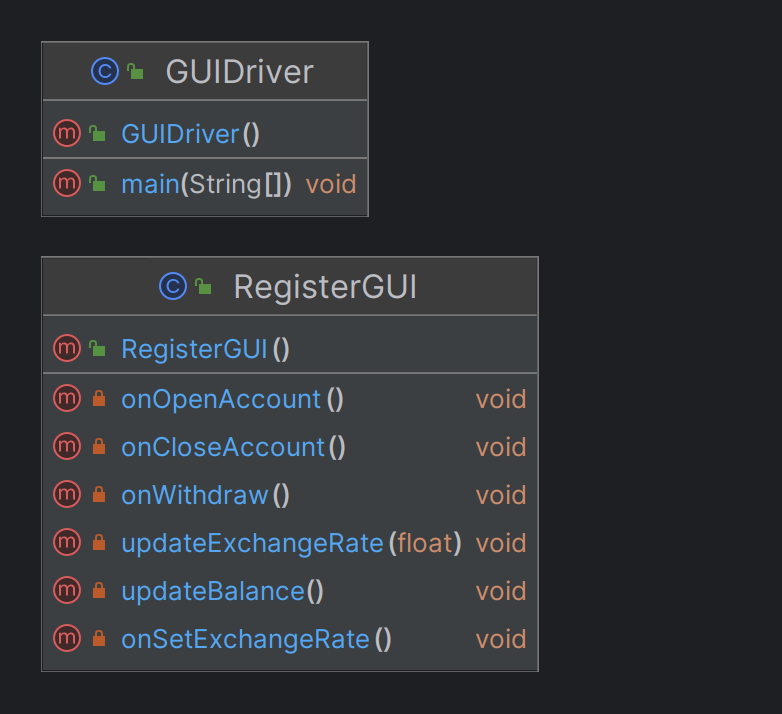 GUIDriver
GUIDriver()
main(String[]) void
RegisterGUI
RegisterGUI()
onOpenAccount() void
onCloseAccount() void
onWithdraw() void
updateExchangeRate(float) void
updateBalance() void
onSetExchangeRate() void